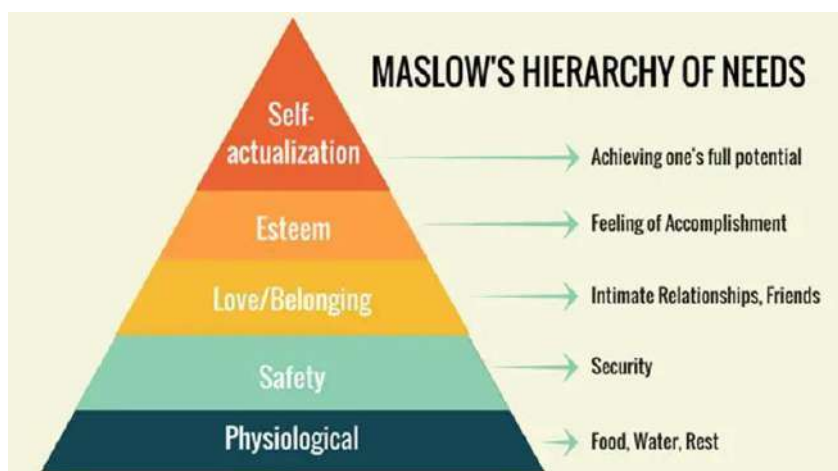 MASLOW'S HIERARCHY OF NEEDS
Self-
actualization
Achieving one's full potential
Esteem
Feeling of Accomplishment
Love/Belonging
Intimate Relationships, Friends
Safety
Security
Physiological
Food, Water, Rest